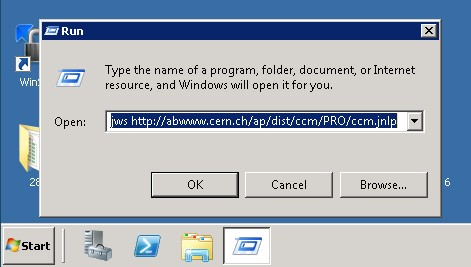 Run
WinS
Type the name of a program, folder, document, or Internet
resource, and Windows will open it for you.
Open: jws http://abwww.cern.ch/ap/dist/ccm/PRO/ccm.jnlp
28
6
OK Cancel Browse...
Start